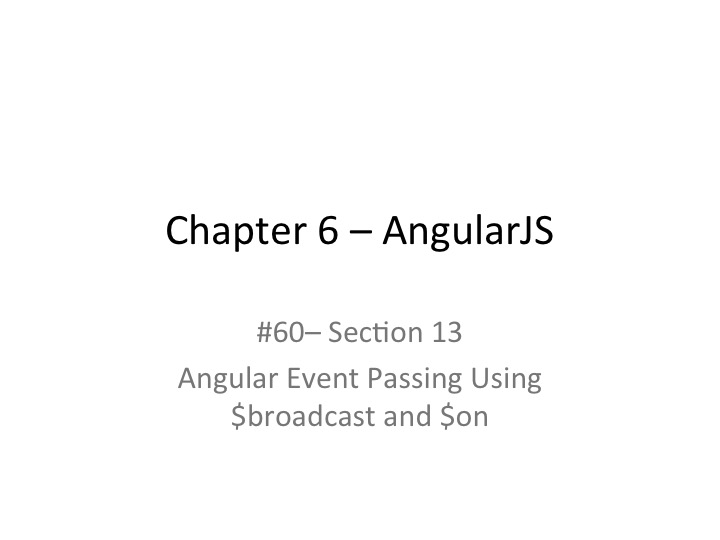 Chapter 6 – AngularJS
#60– Section 13
Angular Event Passing Using
$broadcast and $on